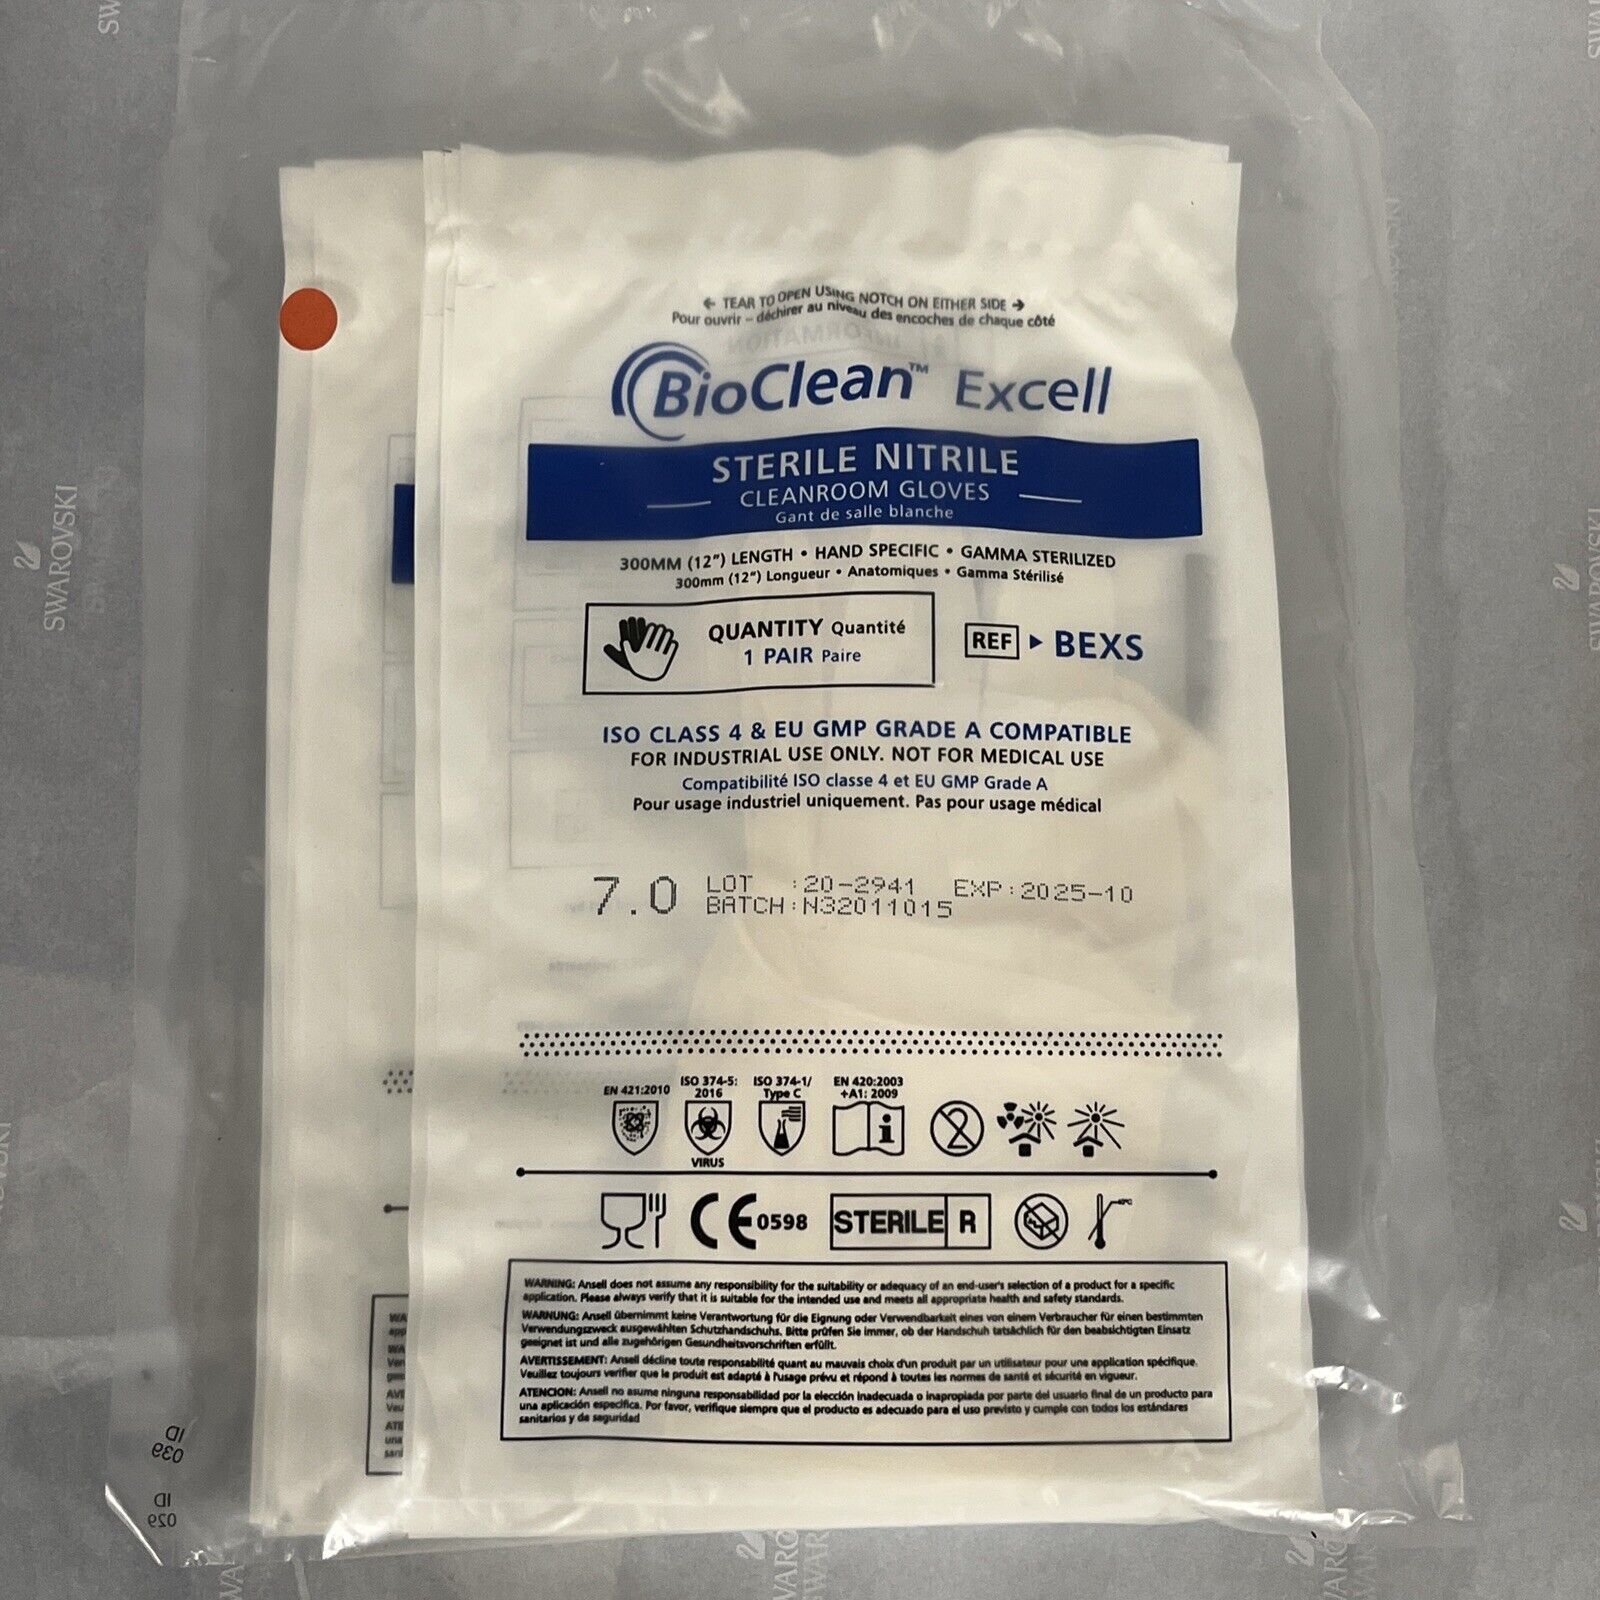 ← TEAR TO OPEN USING NOTCH ON EITHER SIDE →
Pour ouvrir – déchirer au niveau des encoches de chaque côté
BioClean™ Excell
STERILE NITRILE
CLEANROOM GLOVES
Gant de salle blanche
300MM (12”) LENGTH • HAND SPECIFIC • GAMMA STERILIZED
300mm (12”) Longueur • Anatomiques • Gamma Stérilisé
QUANTITY Quantité
1 PAIR Paire
REF ▶ BEXS
ISO CLASS 4 & EU GMP GRADE A COMPATIBLE
FOR INDUSTRIAL USE ONLY. NOT FOR MEDICAL USE
Compatibilité ISO classe 4 et EU GMP Grade A
Pour usage industriel uniquement. Pas pour usage médical
7.0 LOT :20-2941 EXP:2025-10
BATCH:N32011015
EN 421:2010
ISO 374-5:
2016
VIRUS
ISO 374-1/
Type C
EN 420:2003
+A1: 2009
CE 0598
STERILE R
WARNING: Ansell does not assume any responsibility for the suitability or adequacy of an end-user's selection of a product for a specific
application. Please always verify that it is suitable for the intended use and meets all appropriate health and safety standards.
WARNUNG: Ansell übernimmt keine Verantwortung für die Eignung oder Verwendbarkeit eines von einem Verbraucher für einen bestimmten
Verwendungszweck ausgewählten Schutzhandschuhs. Bitte prüfen Sie immer, ob der Handschuh tatsächlich für den beabsichtigten Einsatz
geeignet ist und alle zugehörigen Gesundheitsvorschriften erfüllt.
AVERTISSEMENT: Ansell décline toute responsabilité quant au mauvais choix d'un produit par un utilisateur pour une application spécifique.
Veuillez toujours vérifier que le produit est adapté à l'usage prévu et répond à toutes les normes de santé et sécurité en vigueur.
ATENCION: Ansell no asume ninguna responsabilidad por la elección inadecuada o inapropiada por parte del usuario final de un producto para
una aplicación específica. Por favor, verifique siempre que el producto es adecuado para el uso previsto y cumple con todos los estándares
sanitarios y de seguridad
SWAROVSKI
ID
039
ID
029